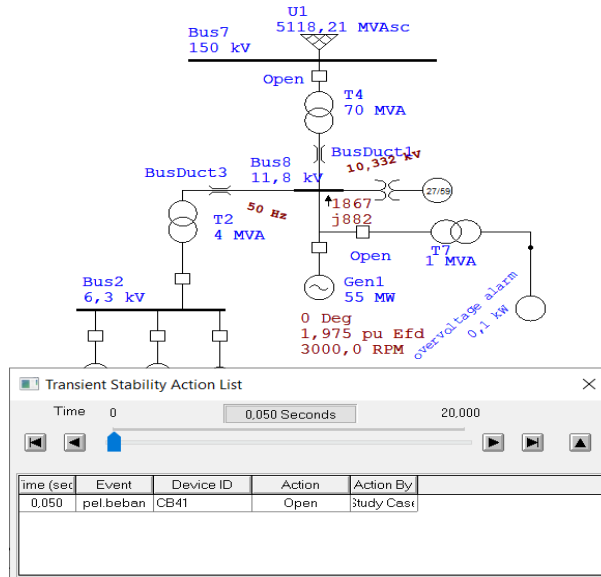 U1
5118,21 MVAsc
Bus7
150 kV
Open
T4
70 MVA
BusDuct1
10,332 kV
Bus8
11,8 kV
BusDuct3
27/59
50 Hz
1867
j882
T2
4 MVA
Open
T7
1 MVA
Gen1
55 MW
Bus2
6,3 kV
0 Deg
1,975 pu Efd
3000,0 RPM
overvoltage alarm
0,1 kW
Transient Stability Action List
Time 0 0,050 Seconds 20,000
Time (sec Event Device ID Action Action By
0,050 pel.beban CB41 Open Study Case